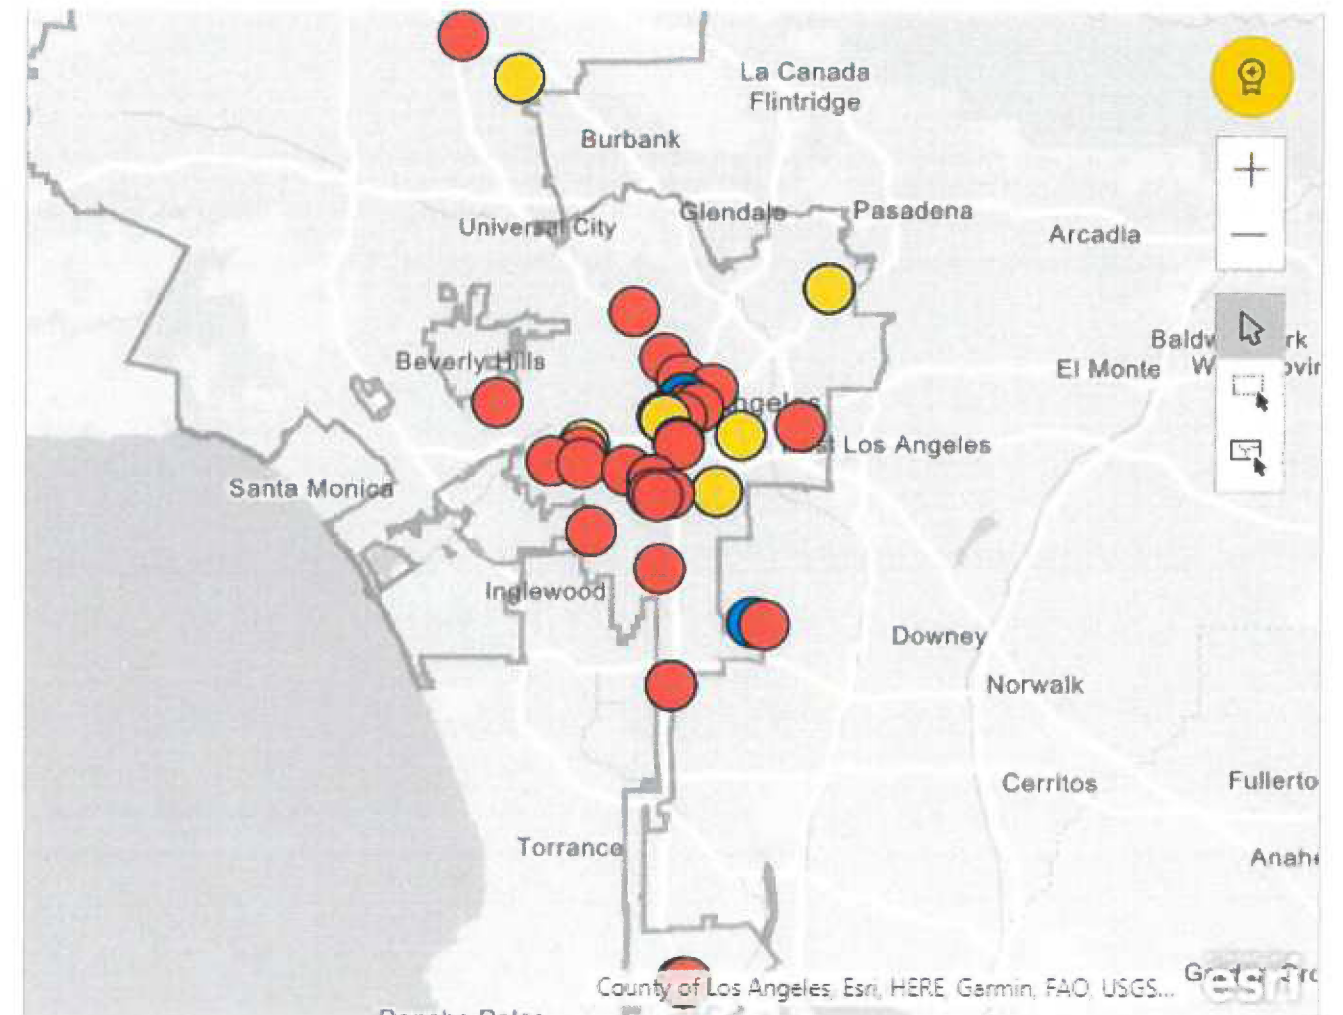 La Canada
Flintridge
Burbank
Glendale
Pasadena
Universal City
Arcadia
Beverly Hills
El Monte
Los Angeles
Santa Monica
Inglewood
Downey
Norwalk
Cerritos
Fullerto
Torrance
County of Los Angeles, Esri, HERE, Garmin, FAO, USGS...
esri